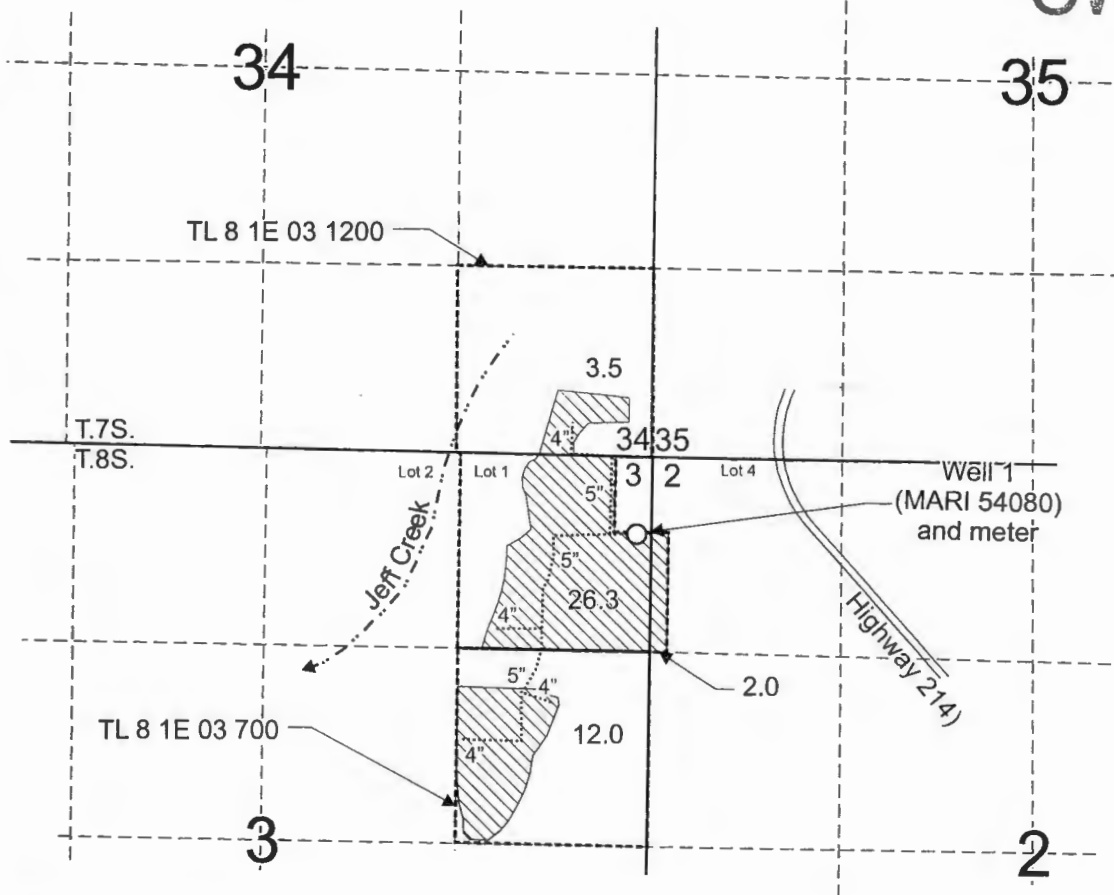 34
35
TL 8 1E 03 1200
3.5
T.7S.
4"
34 35
T.8S.
Lot 2
Lot 1
3
2
Lot 4
Well 1
(MARI 54080)
and meter
5"
Jeff Creek
5"
26.3
4"
Highway 214)
5"
4"
2.0
TL 8 1E 03 700
12.0
4"
3
2